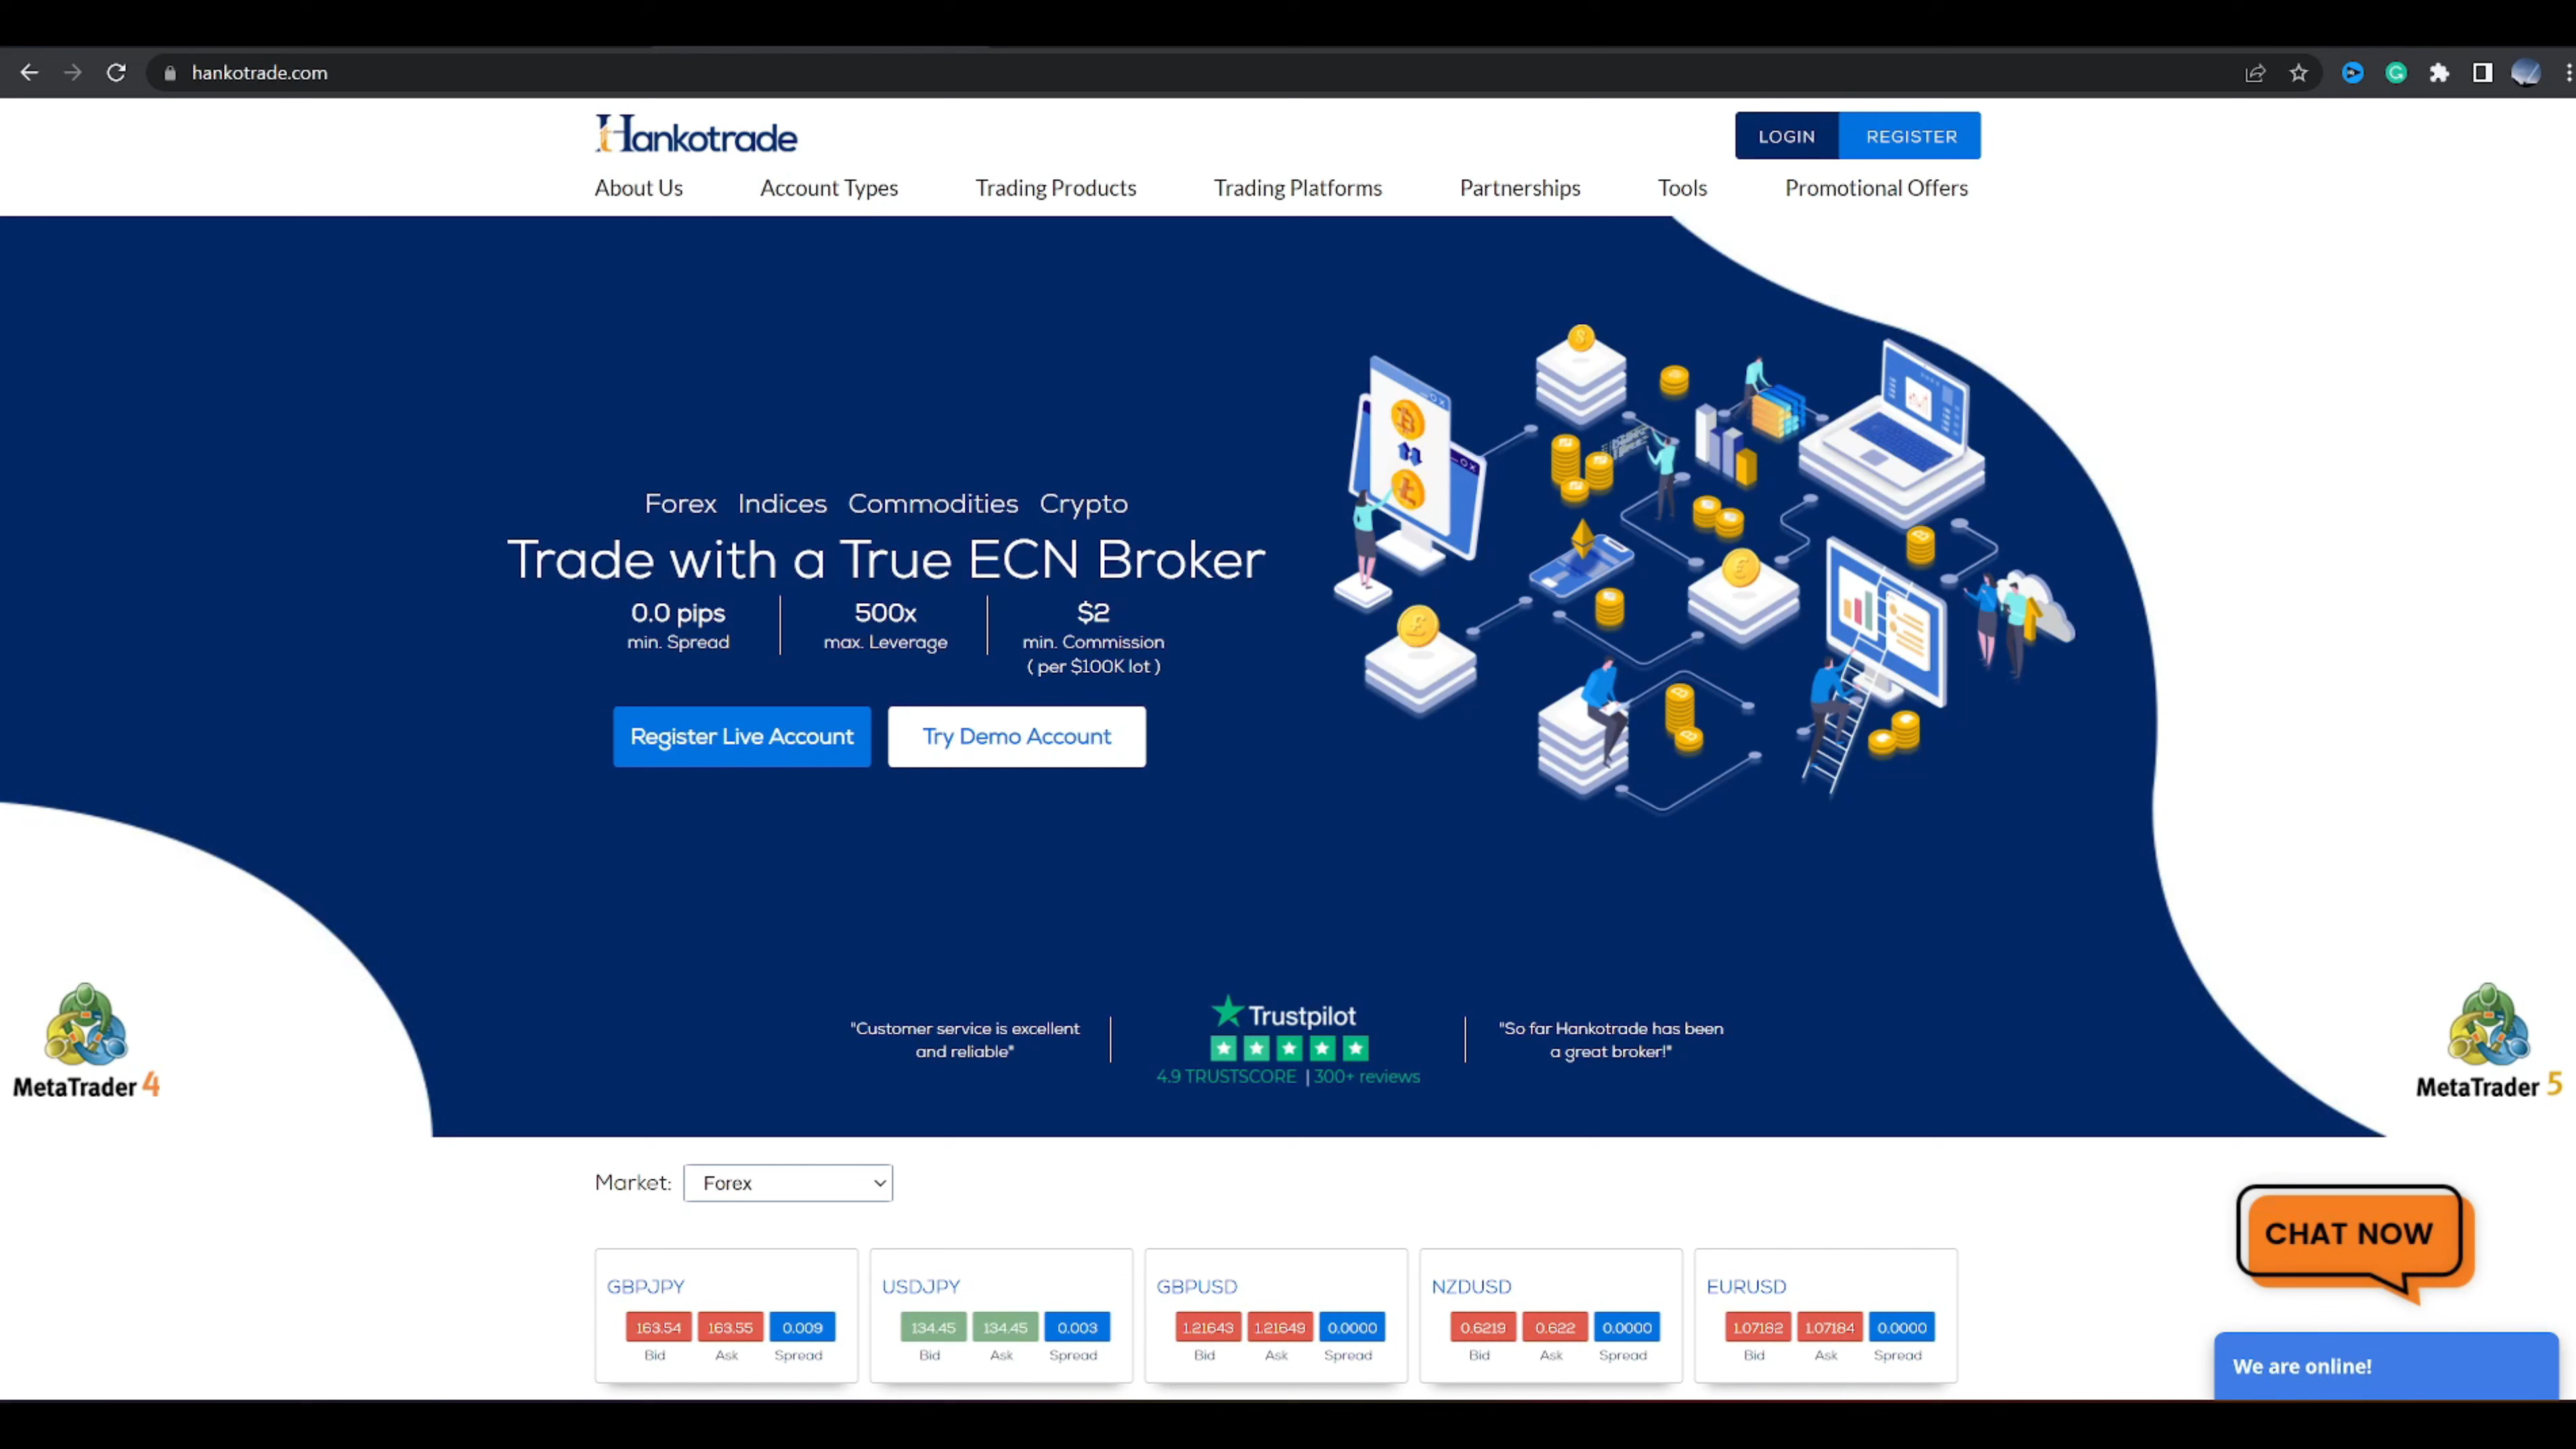 hankotrade.com
Hankotrade
LOGIN REGISTER
About Us Account Types Trading Products Trading Platforms Partnerships Tools Promotional Offers
Forex Indices Commodities Crypto
Trade with a True ECN Broker
0.0 pips 500x $2
min. Spread max. Leverage min. Commission
( per $100K lot )
Register Live Account Try Demo Account
"Customer service is excellent
and reliable"
Trustpilot
4.9 TRUSTSCORE | 300+ reviews
"So far Hankotrade has been
a great broker!"
MetaTrader 4
MetaTrader 5
Market: Forex
CHAT NOW
GBPJPY USDJPY GBPUSD NZDUSD EURUSD
163.54 163.55 0.009 134.45 134.45 0.003 1.21643 1.21649 0.0000 0.6219 0.622 0.0000 1.07182 1.07184 0.0000
Bid Ask Spread Bid Ask Spread Bid Ask Spread Bid Ask Spread Bid Ask Spread
We are online!